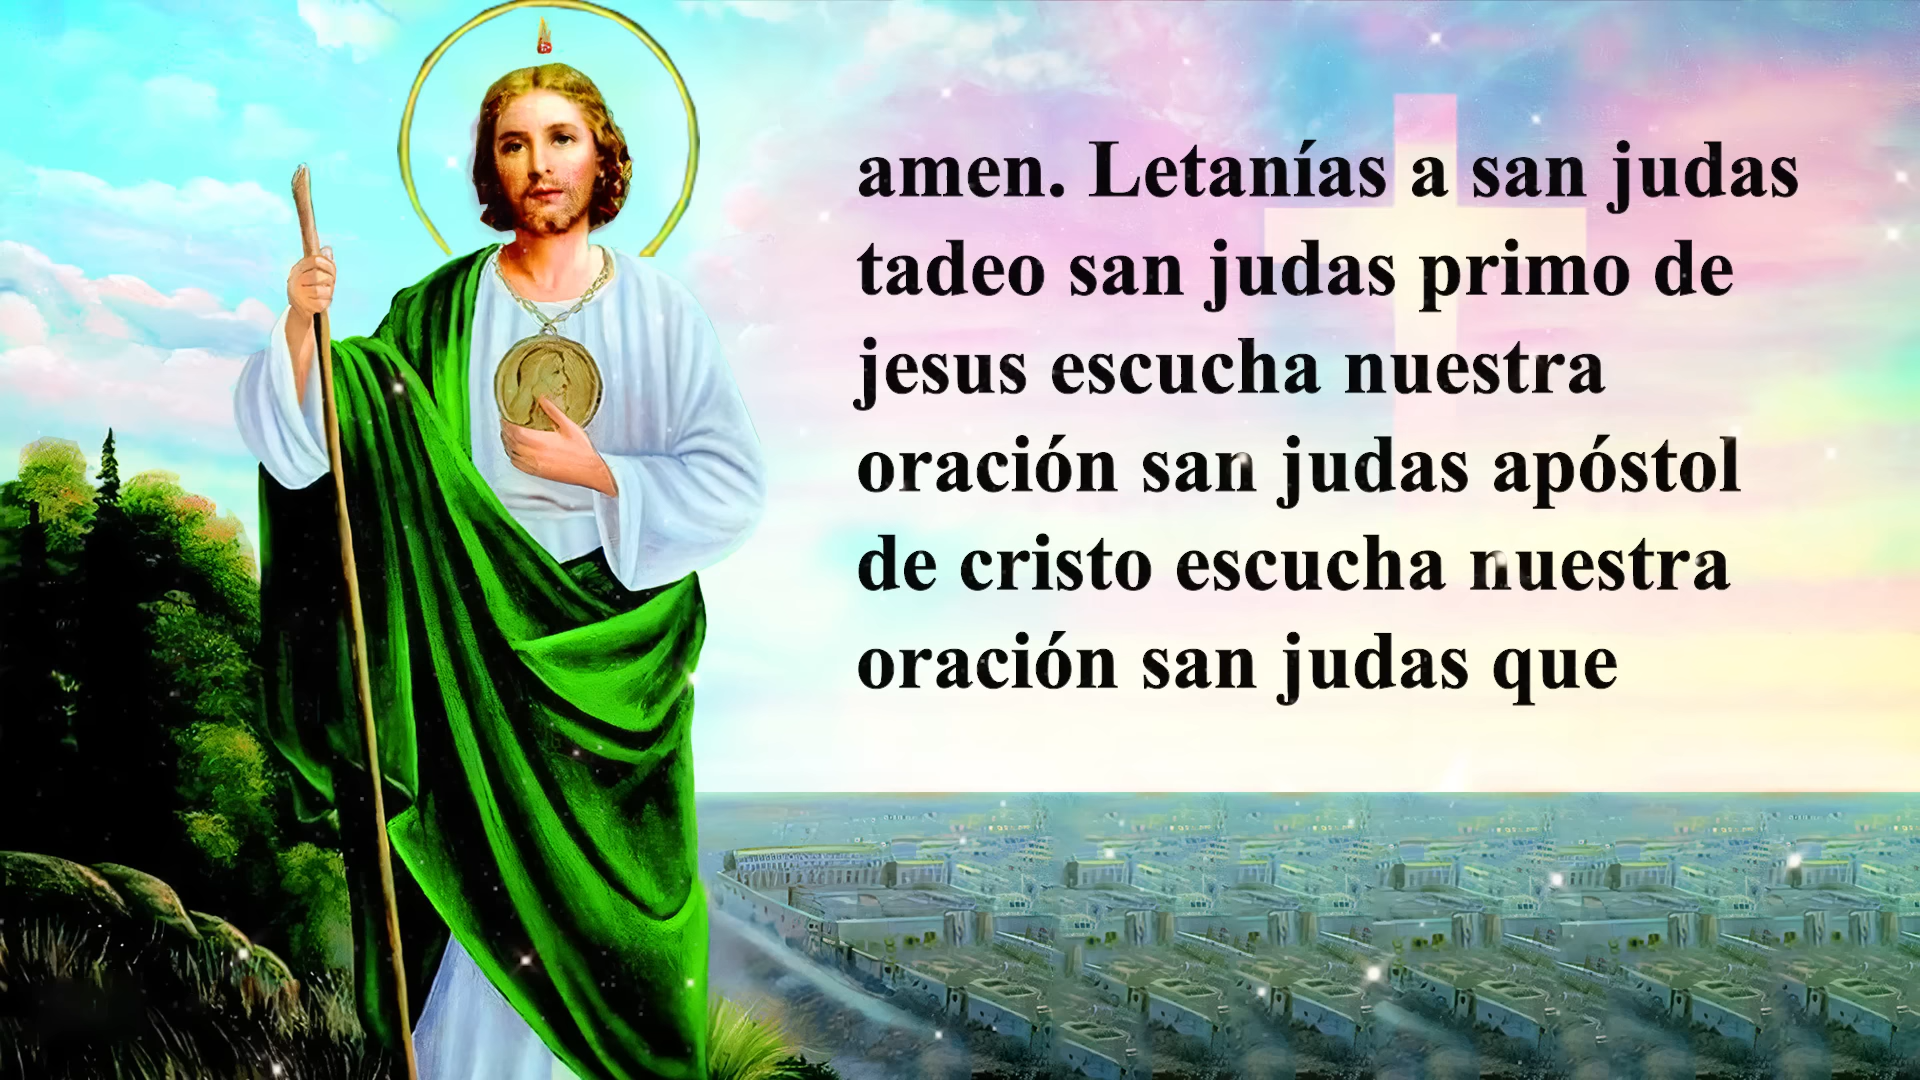 amen. Letanías a san judas
tadeo san judas primo de
jesus escucha nuestra
oración san judas apóstol
de cristo escucha nuestra
oración san judas que